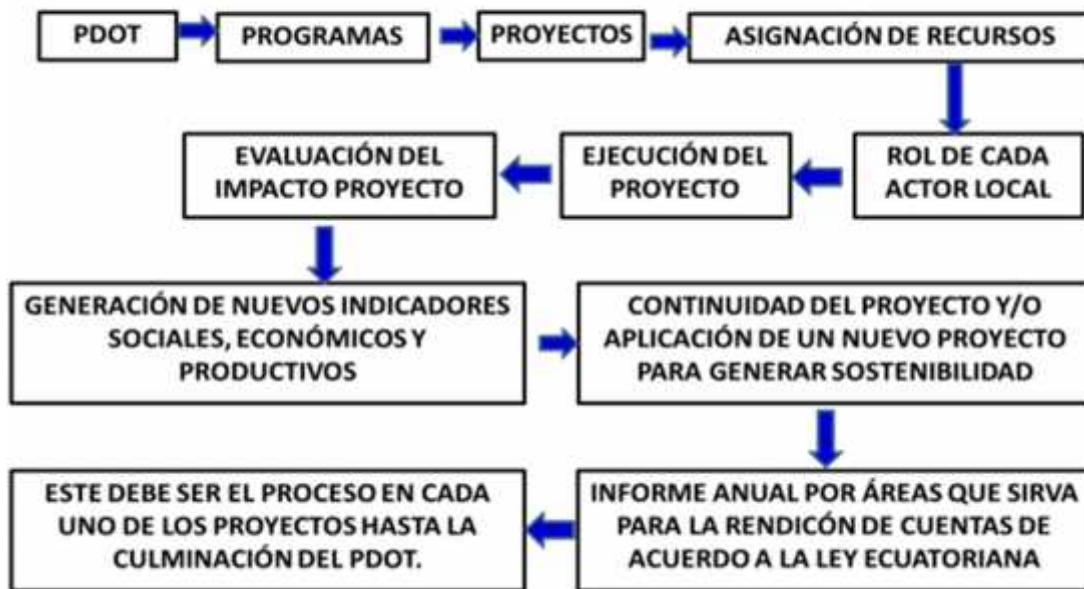 PDOT
PROGRAMAS
PROYECTOS
ASIGNACIÓN DE RECURSOS
ROL DE CADA
ACTOR LOCAL
EJECUCIÓN DEL
PROYECTO
EVALUACIÓN DEL
IMPACTO PROYECTO
GENERACIÓN DE NUEVOS INDICADORES
SOCIALES, ECONÓMICOS Y
PRODUCTIVOS
CONTINUIDAD DEL PROYECTO Y/O
APLICACIÓN DE UN NUEVO PROYECTO
PARA GENERAR SOSTENIBILIDAD
INFORME ANUAL POR ÁREAS QUE SIRVA
PARA LA RENDICÓN DE CUENTAS DE
ACUERDO A LA LEY ECUATORIANA
ESTE DEBE SER EL PROCESO EN CADA
UNO DE LOS PROYECTOS HASTA LA
CULMINACIÓN DEL PDOT.